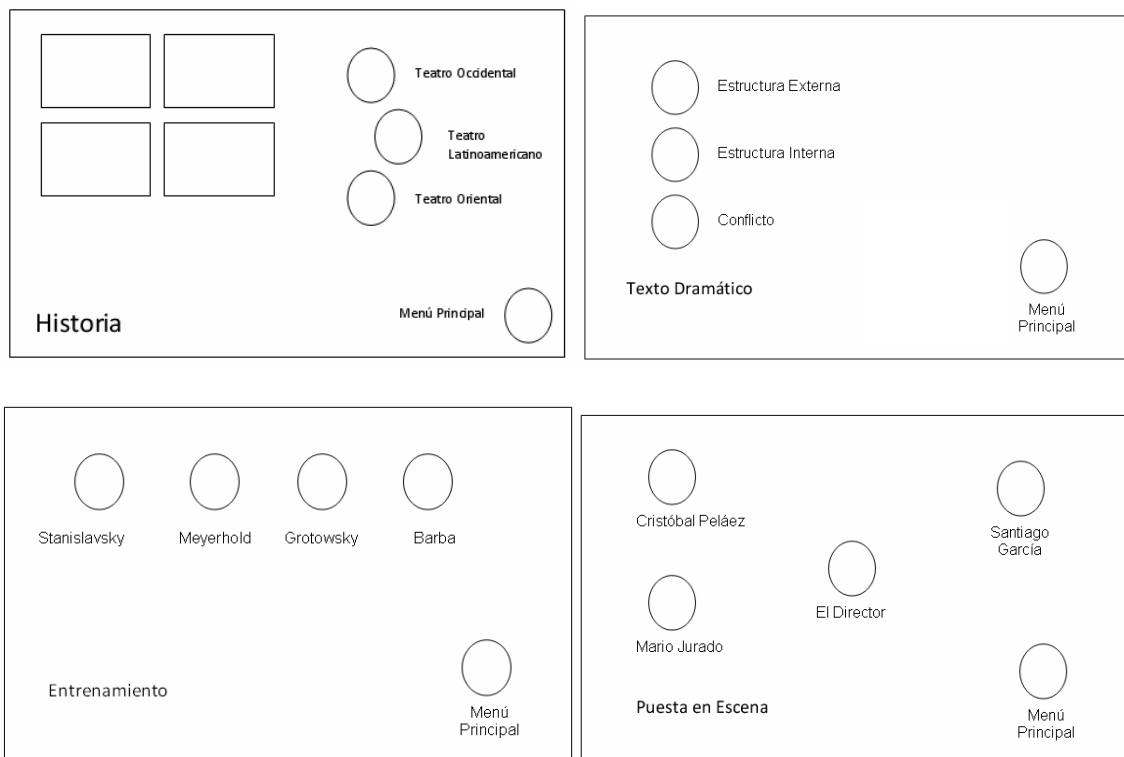 Teatro Occidental
Teatro
Latinoamericano
Teatro Oriental
Menú Principal
Historia
Estructura Externa
Estructura Interna
Conflicto
Texto Dramático
Menú
Principal
Stanislavsky
Meyerhold
Grotowsky
Barba
Entrenamiento
Menú
Principal
Cristóbal Peláez
Santiago
García
El Director
Mario Jurado
Puesta en Escena
Menú
Principal